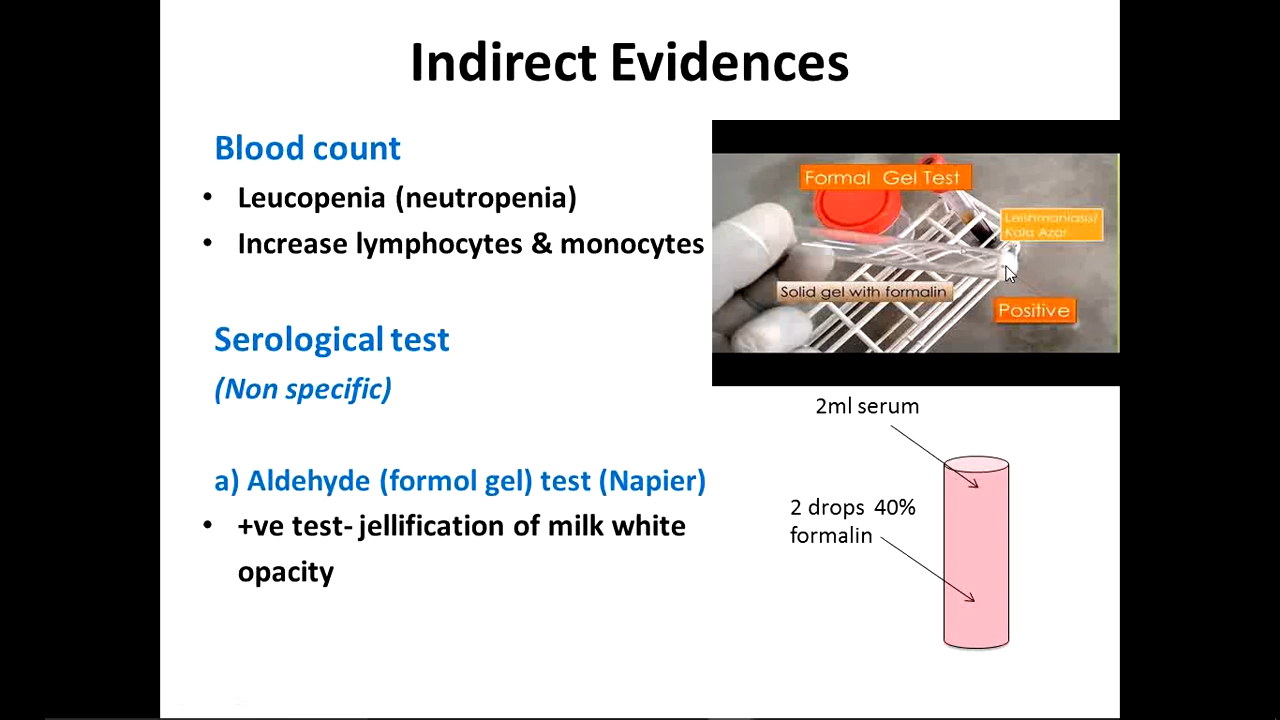 Indirect Evidences
Blood count
• Leucopenia (neutropenia)
• Increase lymphocytes & monocytes
Serological test
(Non specific)
a) Aldehyde (formol gel) test (Napier)
• +ve test- jellification of milk white
opacity
Formal Gel Test
Leishmaniasis/
Kala Azar
Solid gel with formalin
Positive
2ml serum
2 drops 40%
formalin